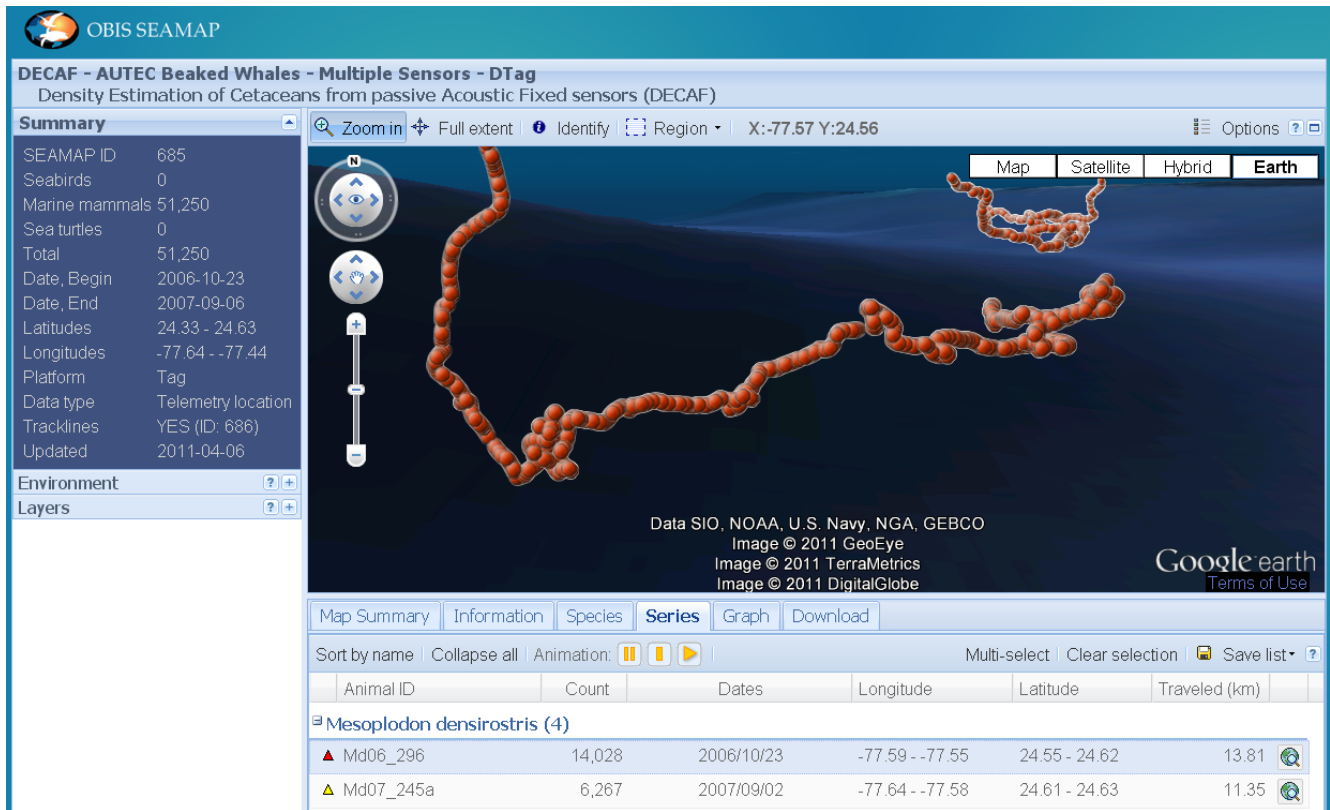 OBIS SEAMAP
DECAF - AUTEC Beaked Whales - Multiple Sensors - DTag
Density Estimation of Cetaceans from passive Acoustic Fixed sensors (DECAF)
Summary
SEAMAP ID 685
Seabirds 0
Marine mammals 51,250
Sea turtles 0
Total 51,250
Date, Begin 2006-10-23
Date, End 2007-09-06
Latitudes 24.33 - 24.63
Longitudes -77.64 - -77.44
Platform Tag
Data type Telemetry location
Tracklines YES (ID: 686)
Updated 2011-04-06
Environment ? +
Layers ? +
Zoom in Full extent Identify Region X:-77.57 Y:24.56 Options ?
Map Satellite Hybrid Earth
N
Data SIO, NOAA, U.S. Navy, NGA, GEBCO
Image © 2011 GeoEye
Image © 2011 TerraMetrics
Image © 2011 DigitalGlobe
Google earth
Terms of Use
Map Summary Information Species Series Graph Download
Sort by name Collapse all Animation: Multi-select Clear selection Save list ?
Animal ID Count Dates Longitude Latitude Traveled (km)
Mesoplodon densirostris (4)
Md06_296 14,028 2006/10/23 -77.59 - -77.55 24.55 - 24.62 13.81
Md07_245a 6,267 2007/09/02 -77.64 - -77.58 24.61 - 24.63 11.35